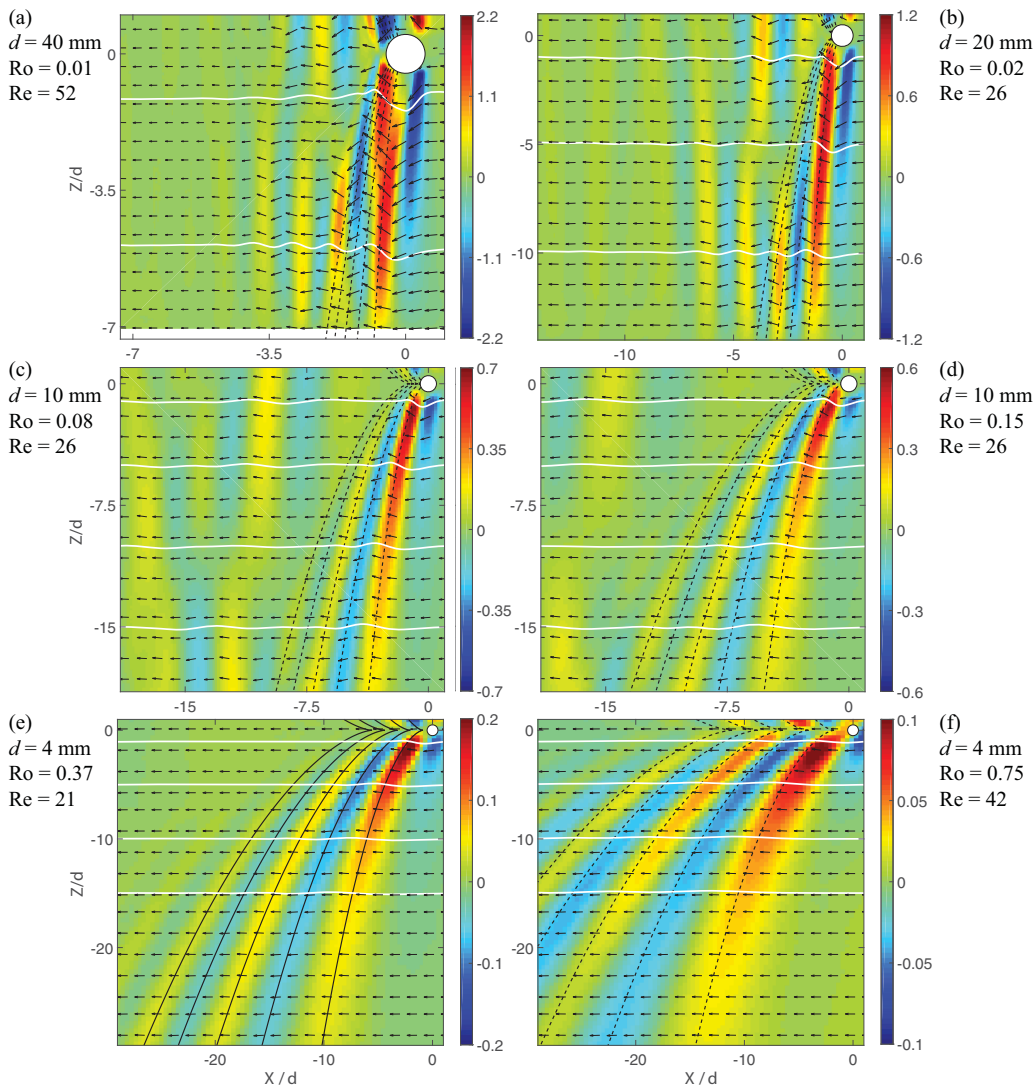 (a)
d = 40 mm
Ro = 0.01
Re = 52
Z/d
0
-3.5
-7
-7
-3.5
0
2.2
1.1
0
-1.1
-2.2
(b)
d = 20 mm
Ro = 0.02
Re = 26
0
-5
-10
-10
-5
0
1.2
0.6
0
-0.6
-1.2
(c)
d = 10 mm
Ro = 0.08
Re = 26
Z/d
0
-7.5
-15
-15
-7.5
0
0.7
0.35
0
-0.35
-0.7
(d)
d = 10 mm
Ro = 0.15
Re = 26
0
-7.5
-15
-15
-7.5
0
0.6
0.3
0
-0.3
-0.6
(e)
d = 4 mm
Ro = 0.37
Re = 21
Z/d
0
-10
-20
-20
-10
0
X / d
0.2
0.1
0
-0.1
-0.2
(f)
d = 4 mm
Ro = 0.75
Re = 42
0
-10
-20
-20
-10
0
X / d
0.1
0.05
0
-0.05
-0.1